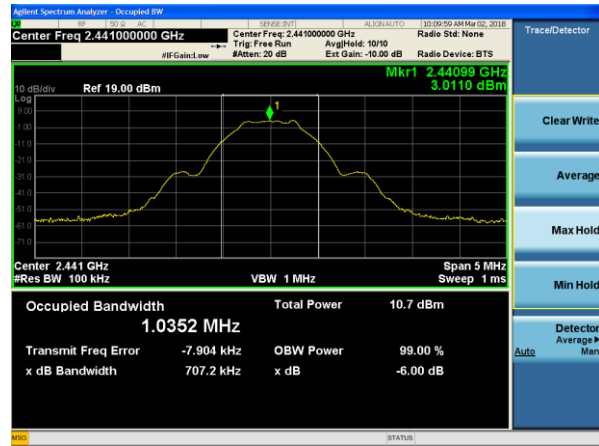 Agilent Spectrum Analyzer - Occupied BW
RF 50 Ω AC SENSE:INT ALIGNAUTO 10:09:59 AM Mar 02, 2018
Center Freq 2.441000000 GHz Center Freq: 2.441000000 GHz Radio Std: None
Trig: Free Run Avg|Hold: 10/10
#IFGain:Low #Atten: 20 dB Ext Gain: -10.00 dB Radio Device: BTS
Trace/Detector
Mkr1 2.44099 GHz
10 dB/div Ref 19.00 dBm 3.0110 dBm
Log
9.00
-1.00
-11.0
-21.0
-31.0
-41.0
-51.0
-61.0
-71.0
1
Center 2.441 GHz Span 5 MHz
#Res BW 100 kHz VBW 1 MHz Sweep 1 ms
Occupied Bandwidth Total Power 10.7 dBm
1.0352 MHz
Transmit Freq Error -7.904 kHz OBW Power 99.00 %
x dB Bandwidth 707.2 kHz x dB -6.00 dB
Clear Write
Average
Max Hold
Min Hold
Detector
Average
Auto Man
MSG STATUS